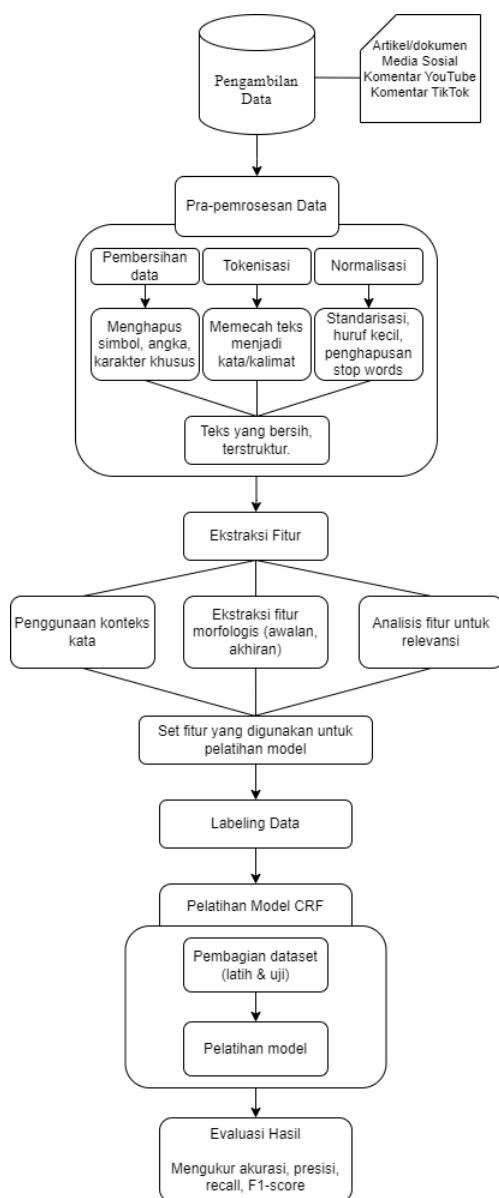 Pengambilan
Data
Artikel/dokumen
Media Sosial
Komentar YouTube
Komentar TikTok
Pra-pemrosesan Data
Pembersihan
data
Tokenisasi
Normalisasi
Menghapus
simbol, angka,
karakter khusus
Memecah teks
menjadi
kata/kalimat
Standarisasi,
huruf kecil,
penghapusan
stop words
Teks yang bersih,
terstruktur.
Ekstraksi Fitur
Penggunaan konteks
kata
Ekstraksi fitur
morfologis (awalan,
akhiran)
Analisis fitur untuk
relevansi
Set fitur yang digunakan untuk
pelatihan model
Labeling Data
Pelatihan Model CRF
Pembagian dataset
(latih & uji)
Pelatihan model
Evaluasi Hasil
Mengukur akurasi, presisi,
recall, F1-score